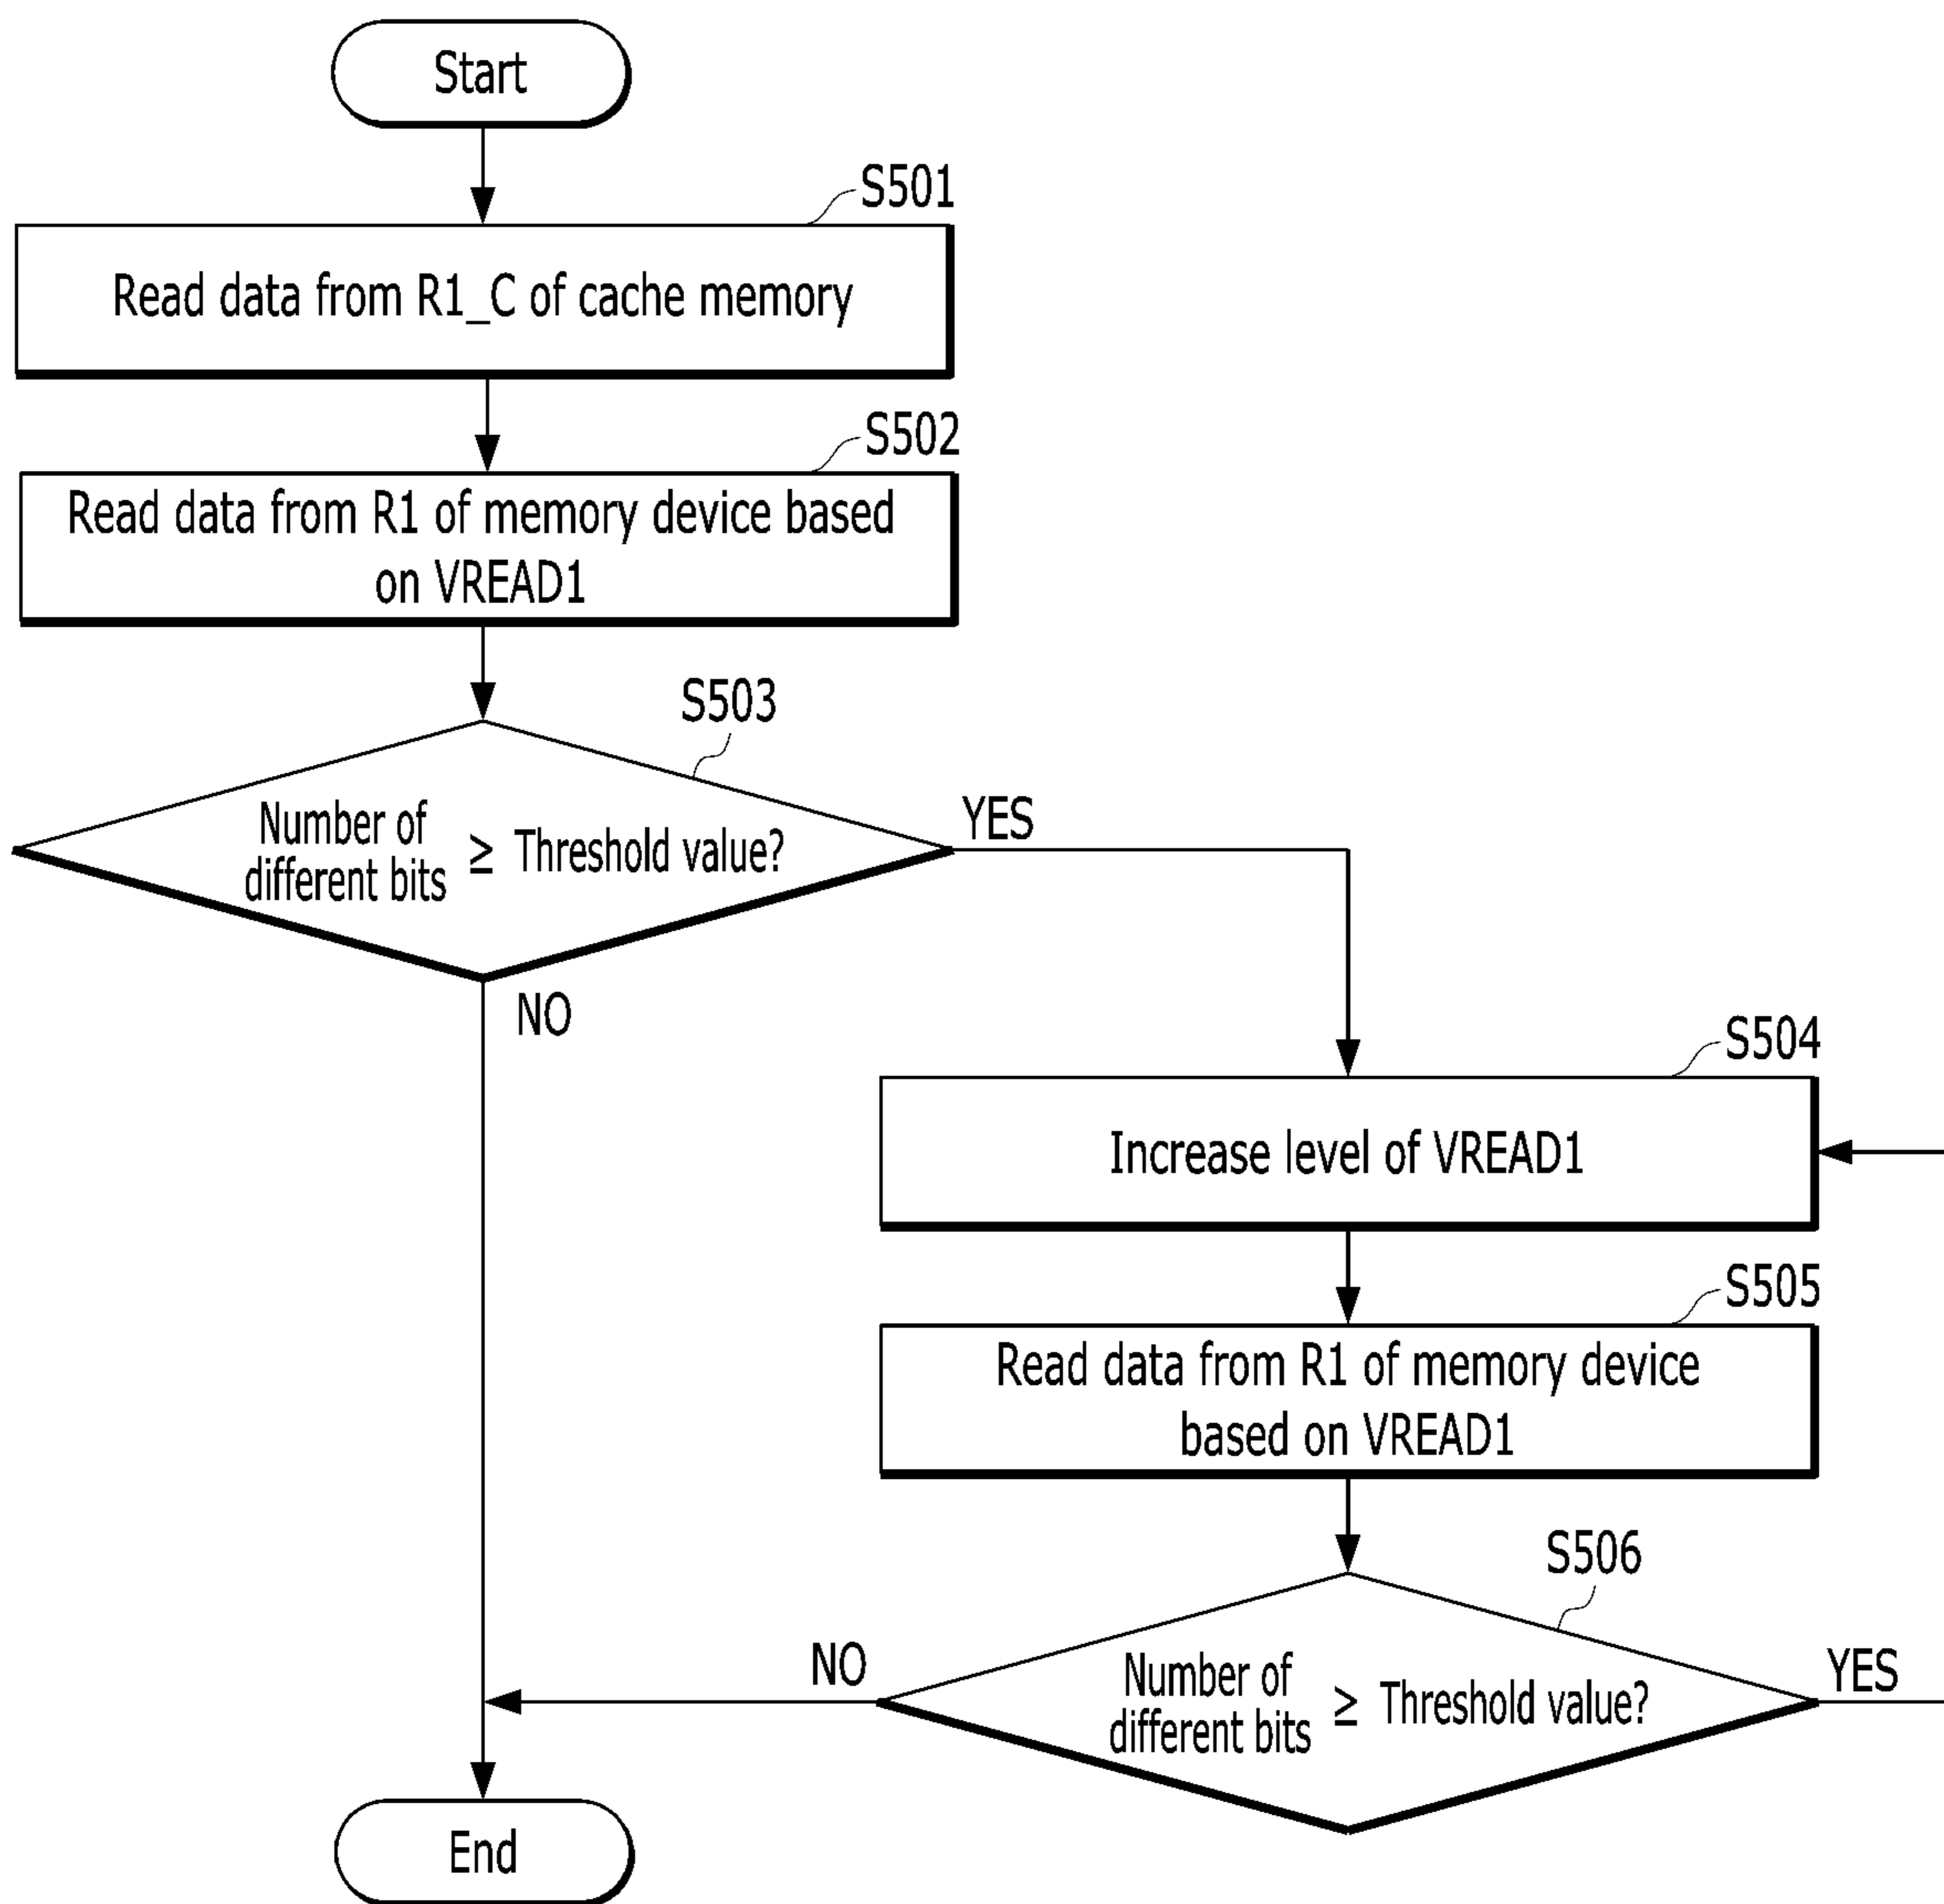 Start
S501
Read data from R1_C of cache memory
S502
Read data from R1 of memory device based
on VREAD1
S503
Number of
different bits
≥ Threshold value?
YES
NO
S504
Increase level of VREAD1
S505
Read data from R1 of memory device
based on VREAD1
S506
Number of
different bits
≥ Threshold value?
NO
YES
End